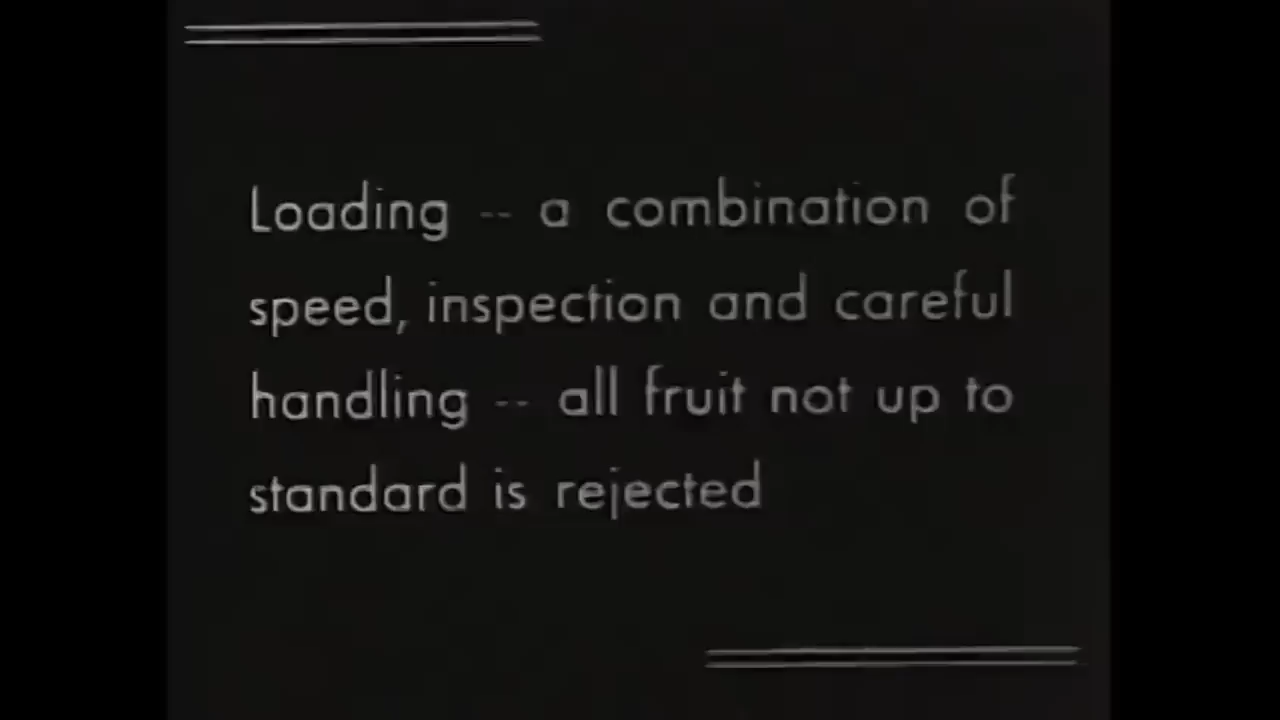 Loading -- a combination of
speed, inspection and careful
handling -- all fruit not up to
standard is rejected